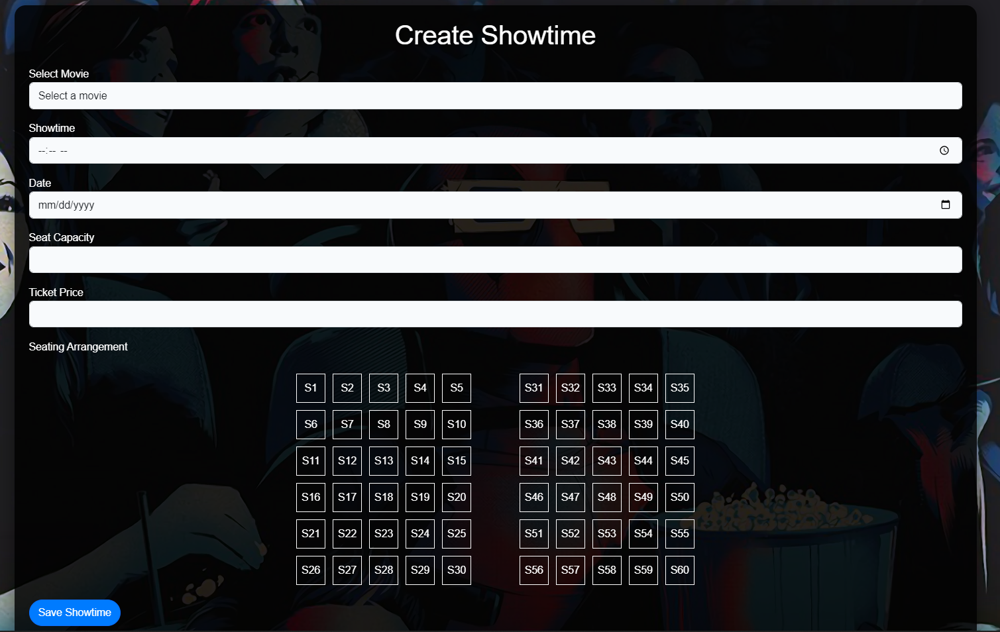 Create Showtime
Select Movie
Select a movie
Showtime
--:-- --
Date
mm/dd/yyyy
Seat Capacity
Ticket Price
Seating Arrangement
S1 S2 S3 S4 S5 S31 S32 S33 S34 S35
S6 S7 S8 S9 S10 S36 S37 S38 S39 S40
S11 S12 S13 S14 S15 S41 S42 S43 S44 S45
S16 S17 S18 S19 S20 S46 S47 S48 S49 S50
S21 S22 S23 S24 S25 S51 S52 S53 S54 S55
S26 S27 S28 S29 S30 S56 S57 S58 S59 S60
Save Showtime